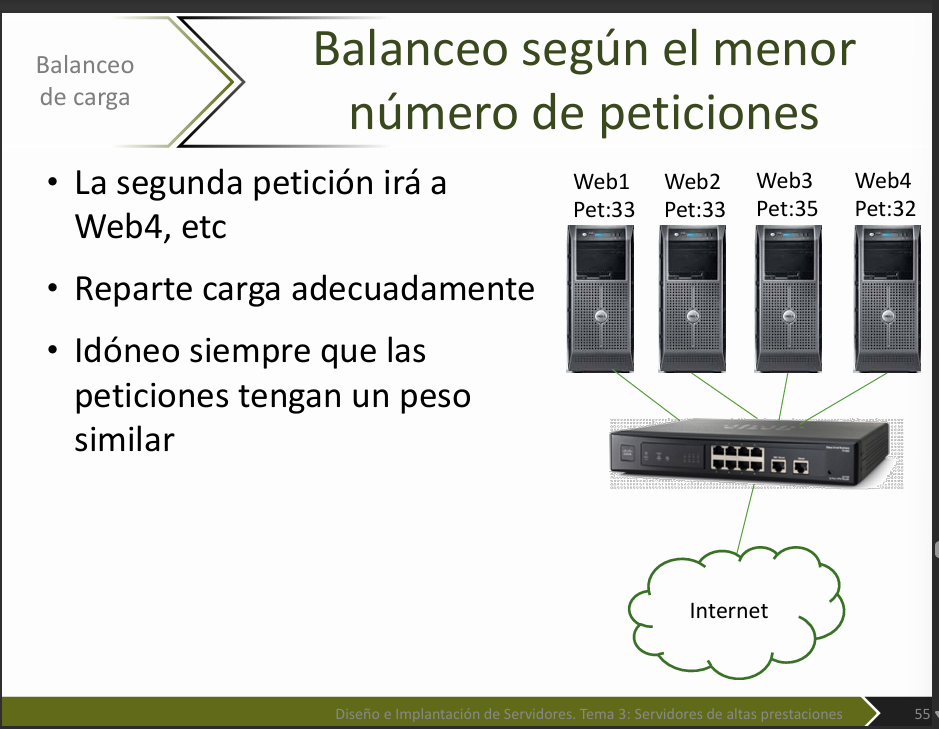 Balanceo
de carga
Balanceo según el menor
número de peticiones
• La segunda petición irá a
Web4, etc
• Reparte carga adecuadamente
• Idóneo siempre que las
peticiones tengan un peso
similar
Web1
Pet:33
Web2
Pet:33
Web3
Pet:35
Web4
Pet:32
Internet
Diseño e Implantación de Servidores. Tema 3: Servidores de altas prestaciones
55